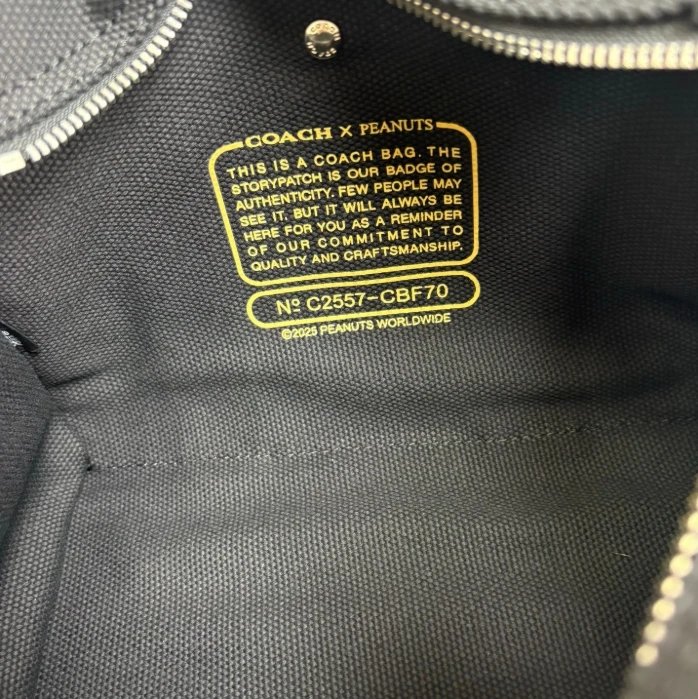 COACH X PEANUTS
THIS IS A COACH BAG. THE
STORYPATCH IS OUR BADGE OF
AUTHENTICITY. FEW PEOPLE MAY
SEE IT, BUT IT WILL ALWAYS BE
HERE FOR YOU AS A REMINDER
OF OUR COMMITMENT TO
QUALITY AND CRAFTSMANSHIP.
Nº C2557-CBF70
©2025 PEANUTS WORLDWIDE